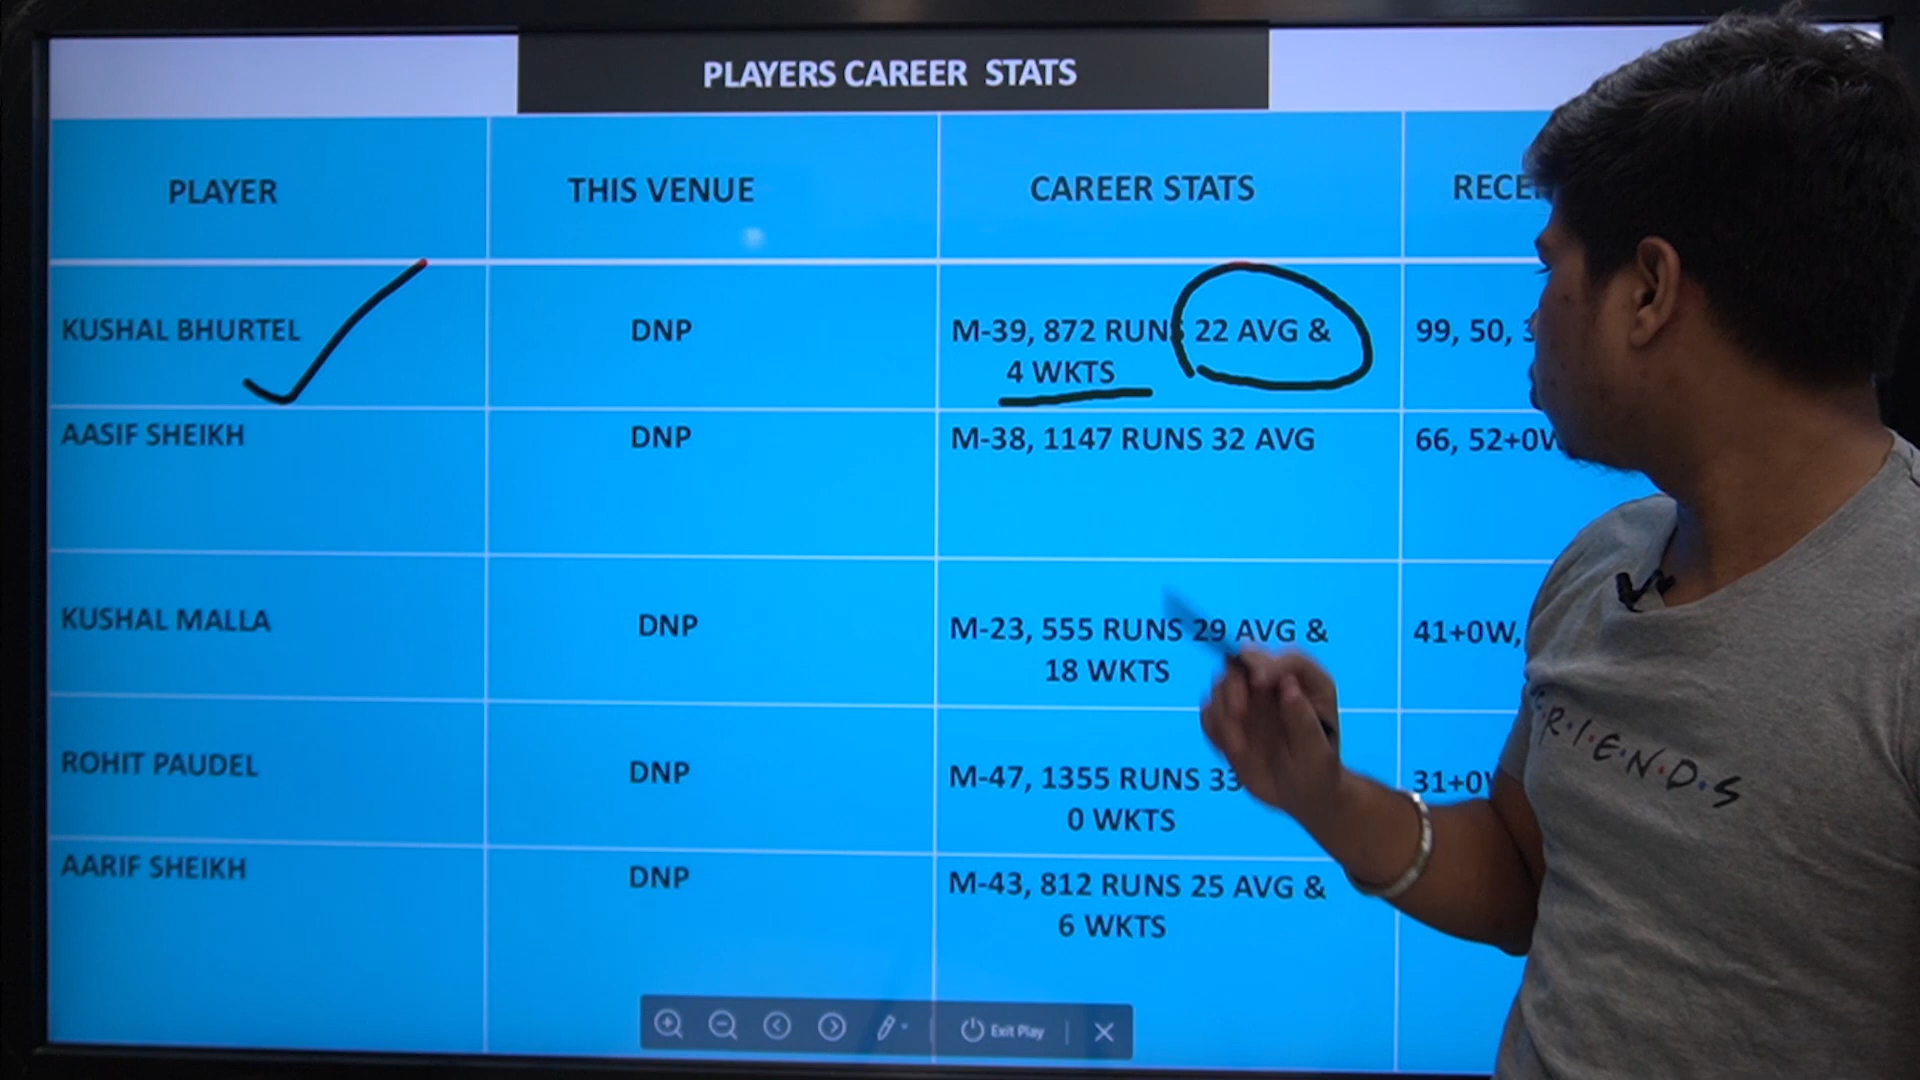 PLAYERS CAREER STATS
PLAYER THIS VENUE CAREER STATS
KUSHAL BHURTEL DNP M-39, 872 RUNS 22 AVG & 99, 50,
4 WKTS
AASIF SHEIKH DNP M-38, 1147 RUNS 32 AVG 66, 52+0W
KUSHAL MALLA DNP M-23, 555 RUNS 29 AVG & 41+0W,
18 WKTS
ROHIT PAUDEL DNP M-47, 1355 RUNS 33 31+0
0 WKTS
AARIF SHEIKH DNP M-43, 812 RUNS 25 AVG &
6 WKTS
Exit Play
F·R·I·E·N·D·S